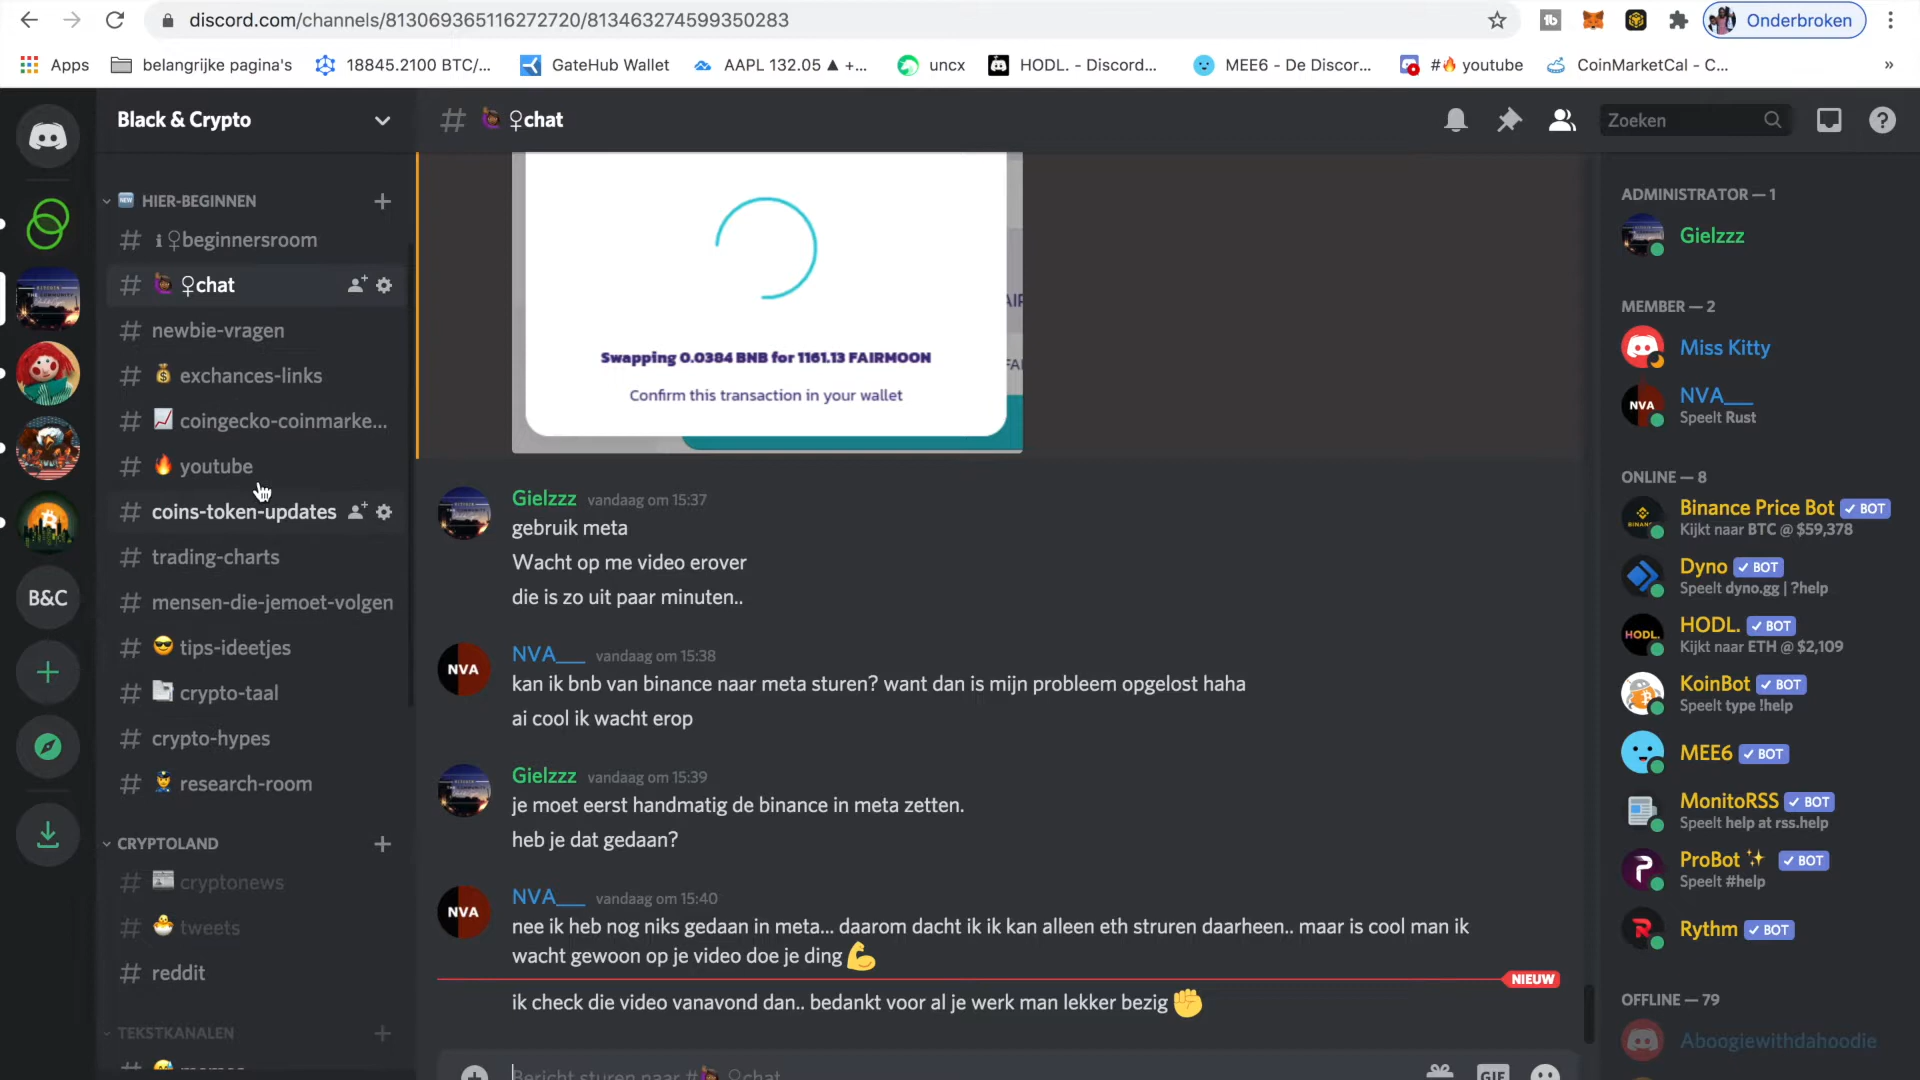 discord.com/channels/813069365116272720/813463274599350283
Onderbroken
Apps
belangrijke pagina's
18845.2100 BTC/...
GateHub Wallet
AAPL 132.05 ▲ +...
uncx
HODL. - Discord...
MEE6 - De Discor...
#🔥 youtube
CoinMarketCal - C...
»
Black & Crypto
HIER-BEGINNEN
beginnersroom
chat
newbie-vragen
exchances-links
coingecko-coinmarke...
youtube
coins-token-updates
trading-charts
mensen-die-jemoet-volgen
tips-ideetjes
crypto-taal
crypto-hypes
research-room
CRYPTOLAND
cryptonews
tweets
reddit
TEKSTKANALEN
B&C
chat
Zoeken
Swapping 0.0384 BNB for 1161.13 FAIRMOON
Confirm this transaction in your wallet
Gielzzz vandaag om 15:37
gebruik meta
Wacht op me video erover
die is zo uit paar minuten..
NVA
NVA___ vandaag om 15:38
kan ik bnb van binance naar meta sturen? want dan is mijn probleem opgelost haha
ai cool ik wacht erop
Gielzzz vandaag om 15:39
je moet eerst handmatig de binance in meta zetten.
heb je dat gedaan?
NVA
NVA___ vandaag om 15:40
nee ik heb nog niks gedaan in meta... daarom dacht ik ik kan alleen eth struren daarheen.. maar is cool man ik
wacht gewoon op je video doe je ding 💪
NIEUW
ik check die video vanavond dan.. bedankt voor al je werk man lekker bezig ✊
Bericht sturen naar # chat
GIF
ADMINISTRATOR — 1
Gielzzz
MEMBER — 2
Miss Kitty
NVA
NVA___
Speelt Rust
ONLINE — 8
Binance Price Bot ✓ BOT
Kijkt naar BTC @ $59,378
Dyno ✓ BOT
Speelt dyno.gg | ?help
HODL.
HODL. ✓ BOT
Kijkt naar ETH @ $2,109
KoinBot ✓ BOT
Speelt type !help
MEE6 ✓ BOT
MonitoRSS ✓ BOT
Speelt help at rss.help
ProBot ✨ ✓ BOT
Speelt #help
Rythm ✓ BOT
OFFLINE — 79
Aboogiewithdahoodie